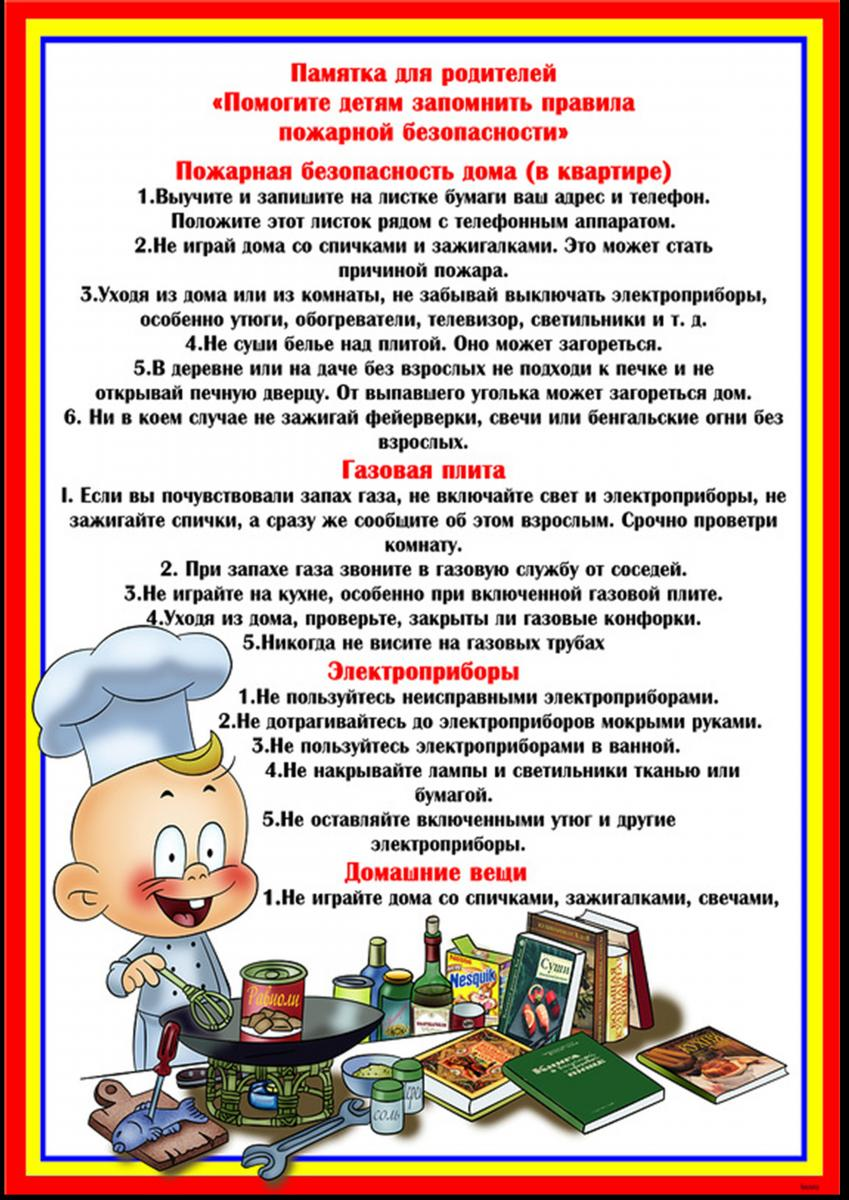 Памятка для родителей
«Помогите детям запомнить правила
пожарной безопасности»
Пожарная безопасность дома (в квартире)
1.Выучите и запишите на листке бумаги ваш адрес и телефон.
Положите этот листок рядом с телефонным аппаратом.
2.Не играй дома со спичками и зажигалками. Это может стать
причиной пожара.
3.Уходя из дома или из комнаты, не забывай выключать электроприборы,
особенно утюги, обогреватели, телевизор, светильники и т. д.
4.Не суши белье над плитой. Оно может загореться.
5.В деревне или на даче без взрослых не подходи к печке и не
открывай печную дверцу. От выпавшего уголька может загореться дом.
6. Ни в коем случае не зажигай фейерверки, свечи или бенгальские огни без
взрослых.
Газовая плита
I. Если вы почувствовали запах газа, не включайте свет и электроприборы, не
зажигайте спички, а сразу же сообщите об этом взрослым. Срочно проветри
комнату.
2. При запахе газа звоните в газовую службу от соседей.
3.Не играйте на кухне, особенно при включенной газовой плите.
4.Уходя из дома, проверьте, закрыты ли газовые конфорки.
5.Никогда не висите на газовых трубах
Электроприборы
1.Не пользуйтесь неисправными электроприборами.
2.Не дотрагивайтесь до электроприборов мокрыми руками.
3.Не пользуйтесь электроприборами в ванной.
4.Не накрывайте лампы и светильники тканью или
бумагой.
5.Не оставляйте включенными утюг и другие
электроприборы.
Домашние вещи
1.Не играйте дома со спичками, зажигалками, свечами,
Nesquik
Суши
Равиоли
соль